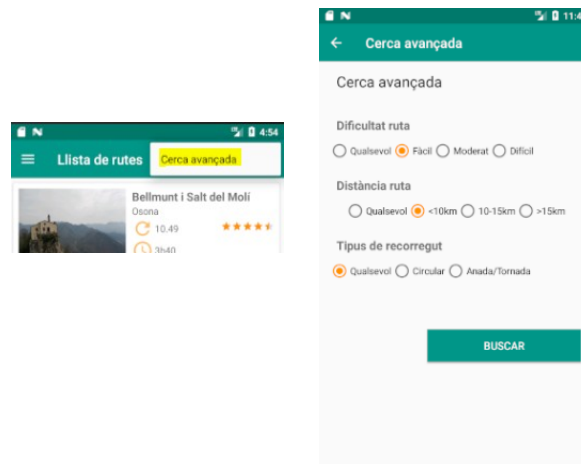 4:54
Llista de rutes
Cerca avançada
Bellmunt i Salt del Molí
Osona
10.49
3h40
11:4
Cerca avançada
Cerca avançada
Dificultat ruta
Qualsevol Fàcil Moderat Difícil
Distància ruta
Qualsevol <10km 10-15km >15km
Tipus de recorregut
Qualsevol Circular Anada/Tornada
BUSCAR